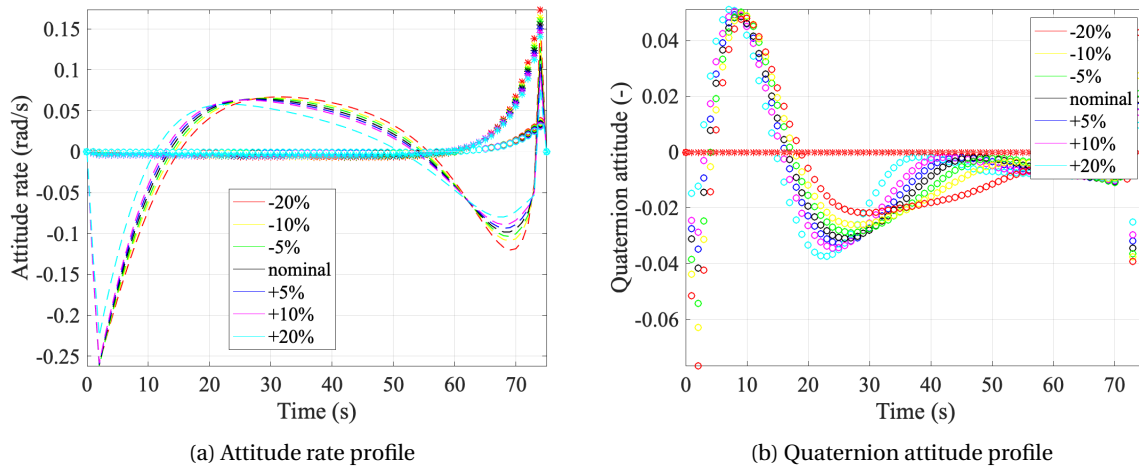 0.15
0.1
0.05
0
-0.05
-0.1
-0.15
-0.2
-0.25
Attitude rate (rad/s)
-20%
-10%
-5%
nominal
+5%
+10%
+20%
0 10 20 30 40 50 60 70
Time (s)
(a) Attitude rate profile
0.04
0.02
0
-0.02
-0.04
-0.06
Quaternion attitude (-)
-20%
-10%
-5%
nominal
+5%
+10%
+20%
0 10 20 30 40 50 60 70
Time (s)
(b) Quaternion attitude profile